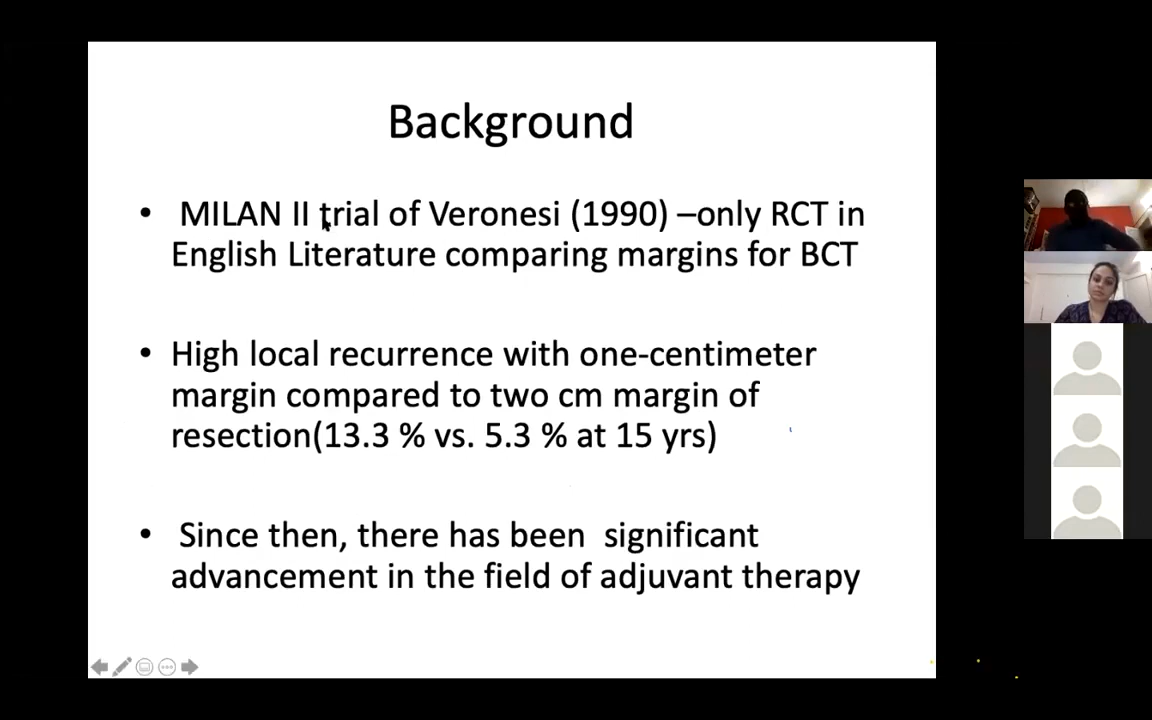 Background
• MILAN II trial of Veronesi (1990) –only RCT in
English Literature comparing margins for BCT
• High local recurrence with one-centimeter
margin compared to two cm margin of
resection(13.3 % vs. 5.3 % at 15 yrs)
• Since then, there has been  significant
advancement in the field of adjuvant therapy